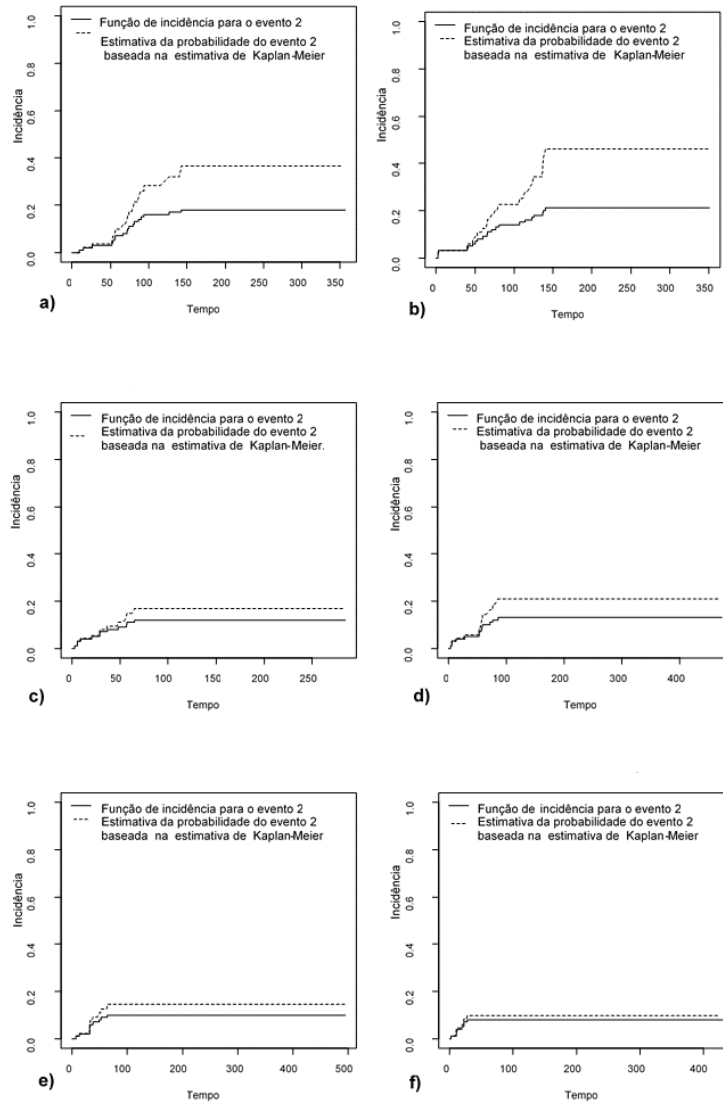 Função de incidência para o evento 2
Estimativa da probabilidade do evento 2
baseada na estimativa de Kaplan-Meier
Incidência
0.0 0.2 0.4 0.6 0.8 1.0
0 50 100 150 200 250 300 350
Tempo
a)
Função de incidência para o evento 2
Estimativa da probabilidade do evento 2
baseada na estimativa de Kaplan-Meier
Incidência
0.0 0.2 0.4 0.6 0.8 1.0
0 50 100 150 200 250 300 350
Tempo
b)
Função de incidência para o evento 2
Estimativa da probabilidade do evento 2
baseada na estimativa de Kaplan-Meier.
Incidência
0.0 0.2 0.4 0.6 0.8 1.0
0 50 100 150 200 250
Tempo
c)
Função de incidência para o evento 2
Estimativa da probabilidade do evento 2
baseada na estimativa de Kaplan-Meier
Incidência
0.0 0.2 0.4 0.6 0.8 1.0
0 100 200 300 400
Tempo
d)
Função de incidência para o evento 2
Estimativa da probabilidade do evento 2
baseada na estimativa de Kaplan-Meier
Incidência
0.0 0.2 0.4 0.6 0.8 1.0
0 100 200 300 400 500
Tempo
e)
Função de incidência para o evento 2
Estimativa da probabilidade do evento 2
baseada na estimativa de Kaplan-Meier
Incidência
0.0 0.2 0.4 0.6 0.8 1.0
0 100 200 300 400
Tempo
f)